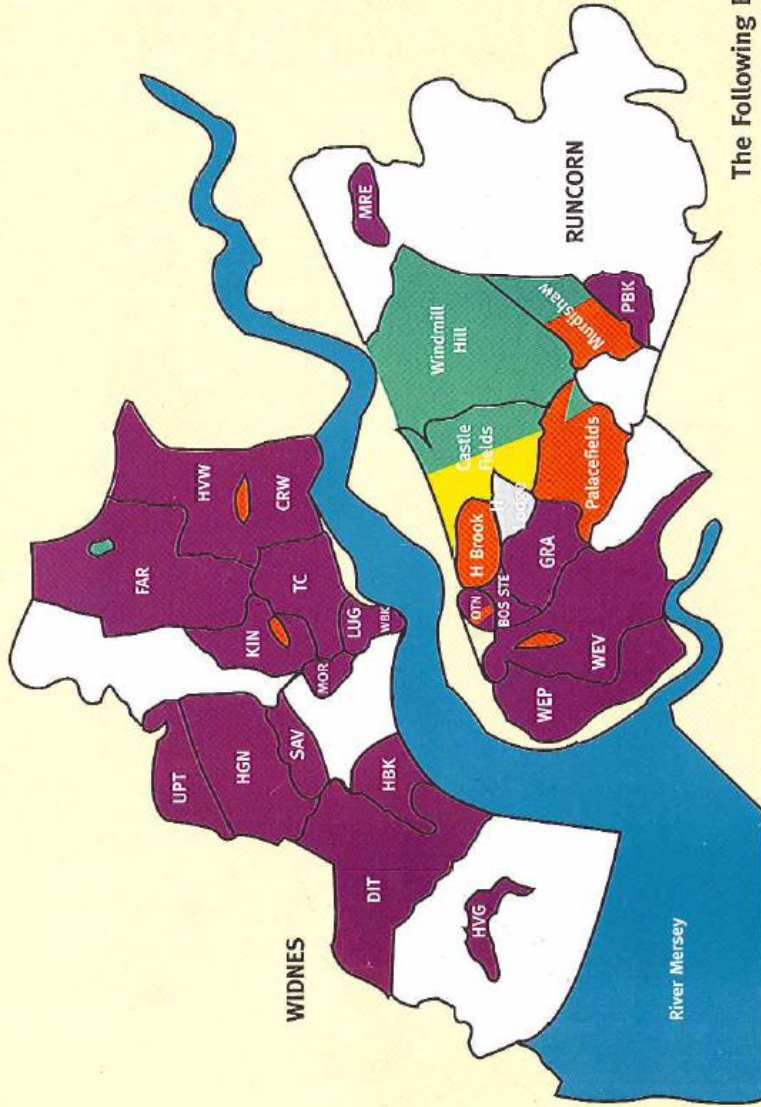 WIDNES
UPT
HGN
SAV
DIT
HBK
HVG
FAR
KIN
MOR
TC
LUG
WBK
HVW
CRW
River Mersey
RUNCORN
MRE
Windmill
Hill
Castle
Fields
Murdishaw
PBK
Palacefields
H Brook
GRA
OTN
BOS STE
WEP
WEV
The Following